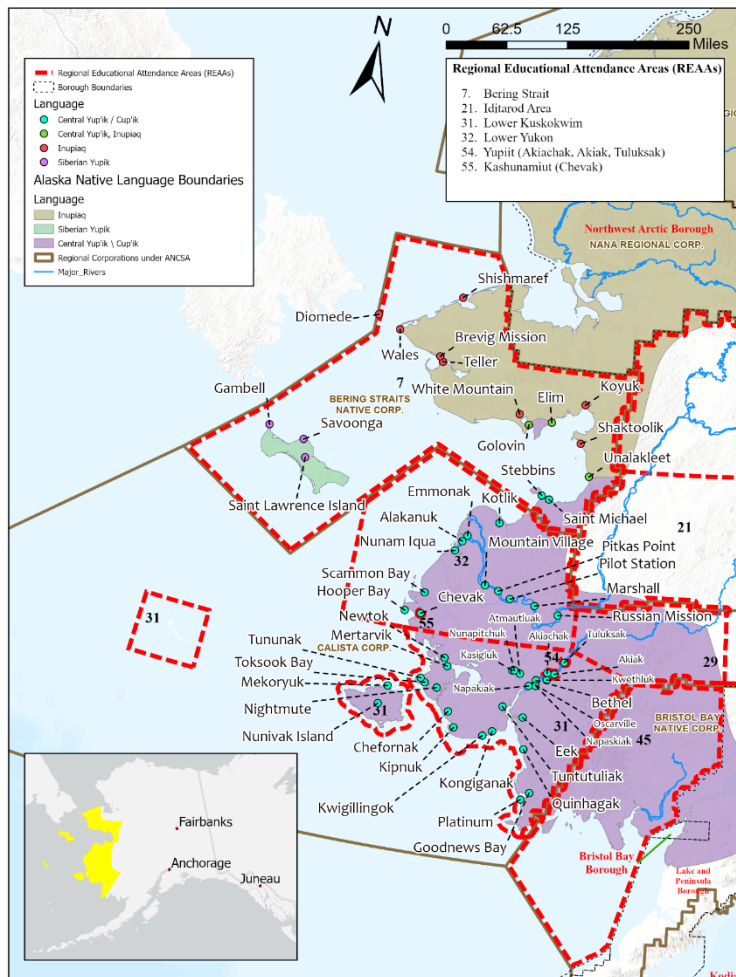 0 62.5 125 250
Miles
N
Regional Educational Attendance Areas (REAAs)
Borough Boundaries
Language
Central Yup'ik / Cup'ik
Central Yup'ik, Inupiaq
Inupiaq
Siberian Yupik
Alaska Native Language Boundaries
Language
Inupiaq
Siberian Yupik
Central Yup'ik \ Cup'ik
Regional Corporations under ANCSA
Major_Rivers
Regional Educational Attendance Areas (REAAs)
7. Bering Strait
21. Iditarod Area
31. Lower Kuskokwim
32. Lower Yukon
54. Yupiit (Akiachak, Akiak, Tuluksak)
55. Kashunamiut (Chevak)
Northwest Arctic Borough
NANA REGIONAL CORP.
Shishmaref
Diomede
Wales
Brevig Mission
Teller
7
White Mountain
Elim
Koyuk
Gambell
BERING STRAITS
NATIVE CORP.
Savoonga
Golovin
Shaktoolik
Unalakleet
Stebbins
Saint Lawrence Island
Emmonak
Kotlik
Saint Michael
Alakanuk
Mountain Village
21
Nunam Iqua
32
Pitkas Point
Pilot Station
Scammon Bay
Hooper Bay
Chevak
Marshall
31
55
Atmautluak
Russian Mission
Newtok
Nunapitchuk
Akiachak
Tuluksak
Mertarvik
CALISTA CORP.
Kasigluk
54
Tununak
Akiak
29
Toksook Bay
Kwethluk
Mekoryuk
Napakiak
Bethel
Nightmute
31
Oscarville
BRISTOL BAY
NATIVE CORP.
31
Nunivak Island
Napaskiak
45
Chefornak
Eek
Kipnuk
Tuntutuliak
Kongiganak
Kwigillingok
Quinhagak
Platinum
Goodnews Bay
Bristol Bay
Borough
Lake and
Peninsula
Borough
Fairbanks
Anchorage
Juneau